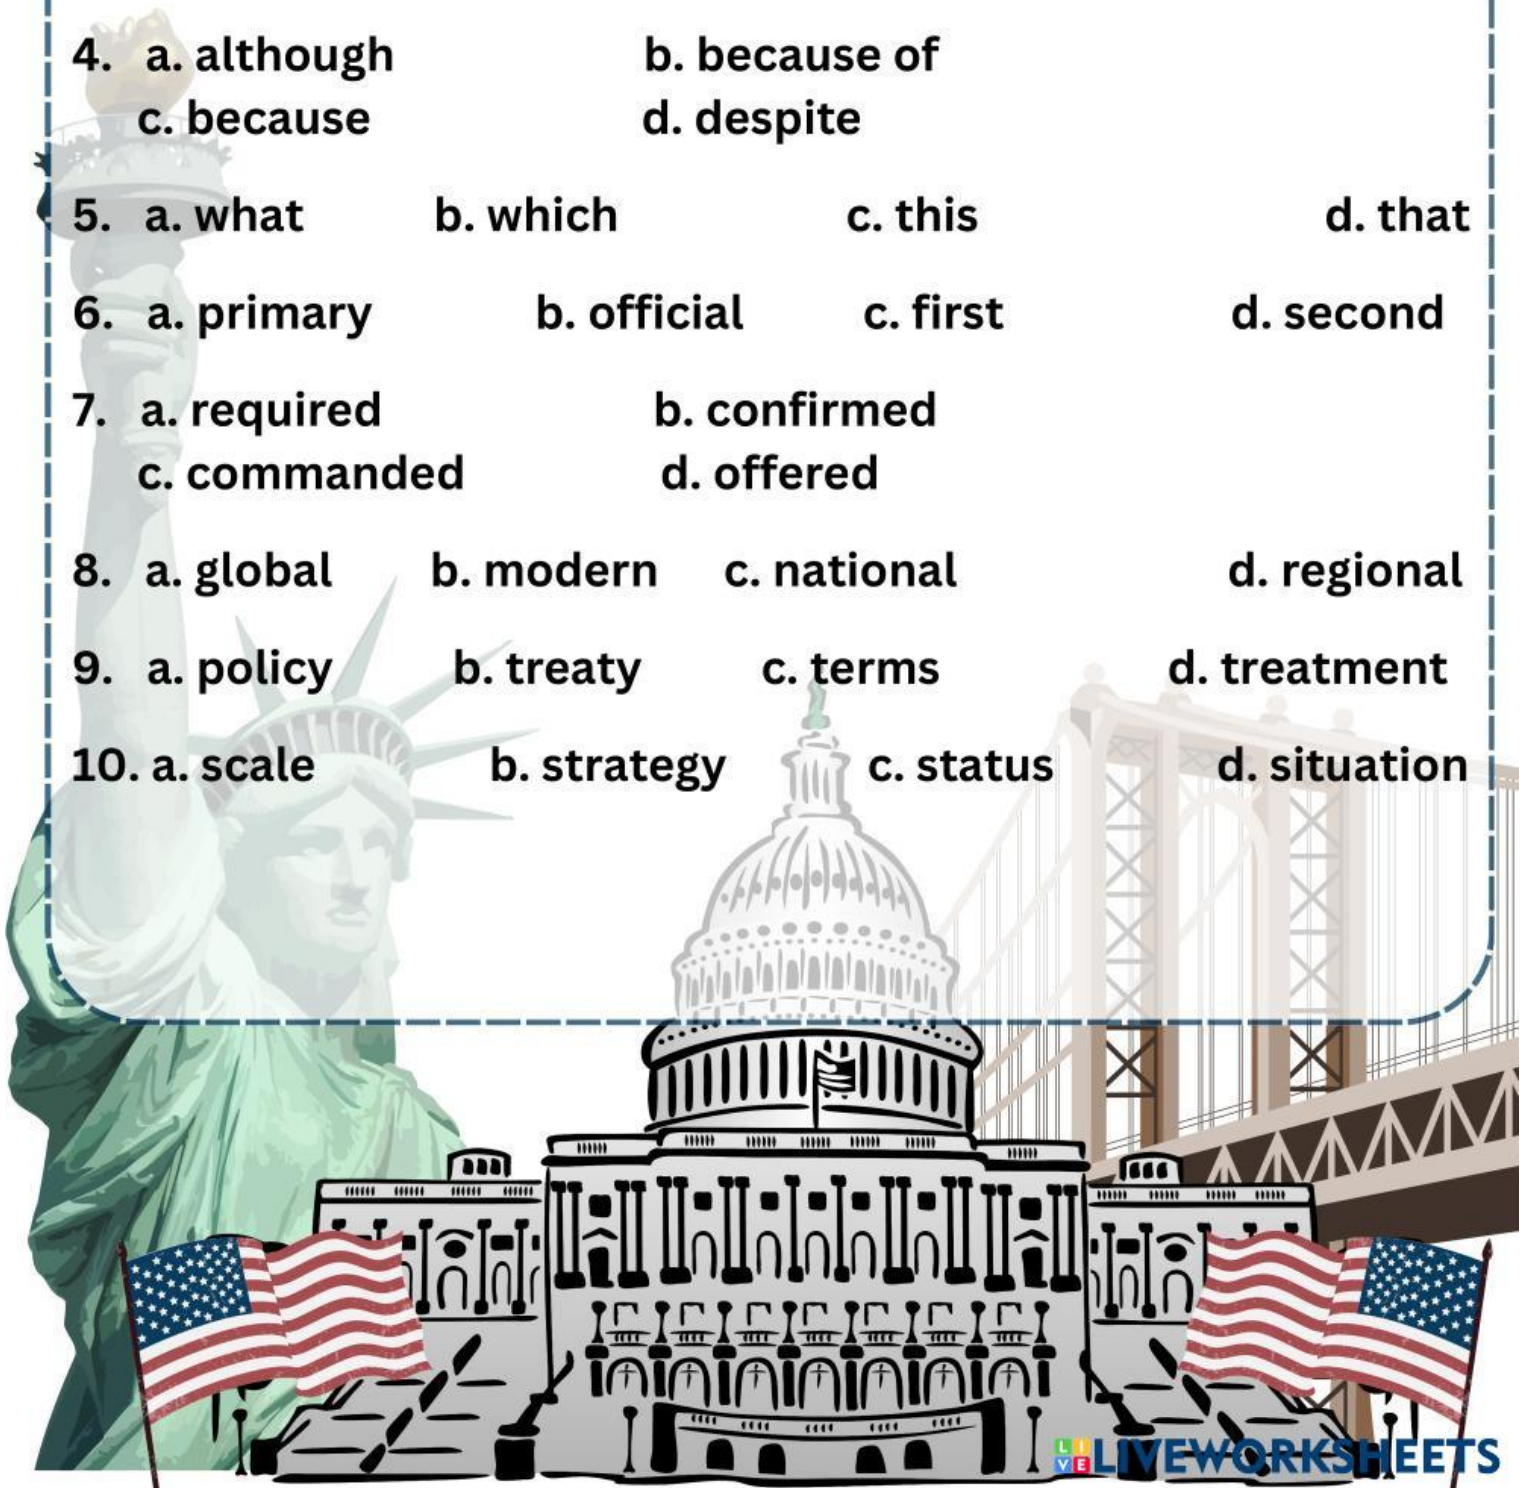 4. a. although b. because of
c. because d. despite
5. a. what b. which c. this d. that
6. a. primary b. official c. first d. second
7. a. required b. confirmed
c. commanded d. offered
8. a. global b. modern c. national d. regional
9. a. policy b. treaty c. terms d. treatment
10. a. scale b. strategy c. status d. situation
LIVE LIVEWORKSHEETS